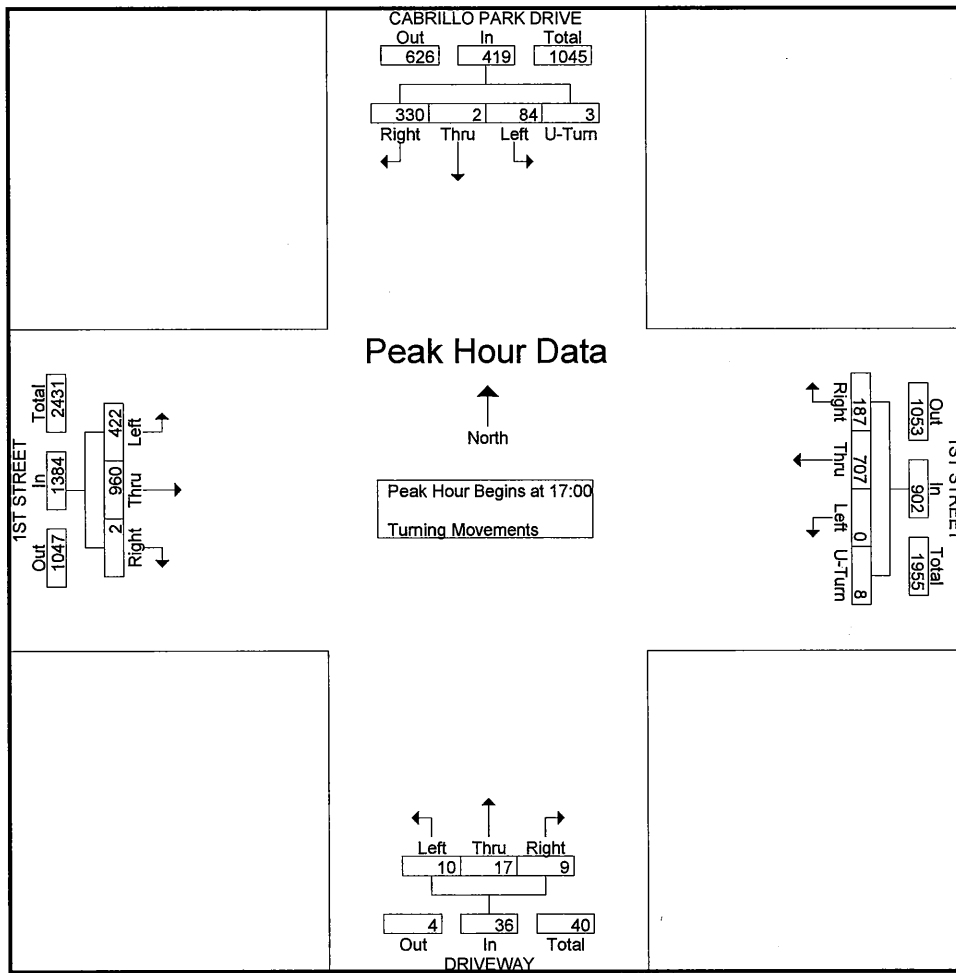 CABRILLO PARK DRIVE
Out In Total
626 419 1045
330 2 84 3
Right Thru Left U-Turn
Peak Hour Data
North
Peak Hour Begins at 17:00
Turning Movements
1ST STREET
Out In Total
1047 1384 2431
422 960 2
Left Thru Right
1ST STREET
Out In Total
1053 902 1955
187 707 0 8
Right Thru Left U-Turn
Left Thru Right
10 17 9
4 36 40
Out In Total
DRIVEWAY